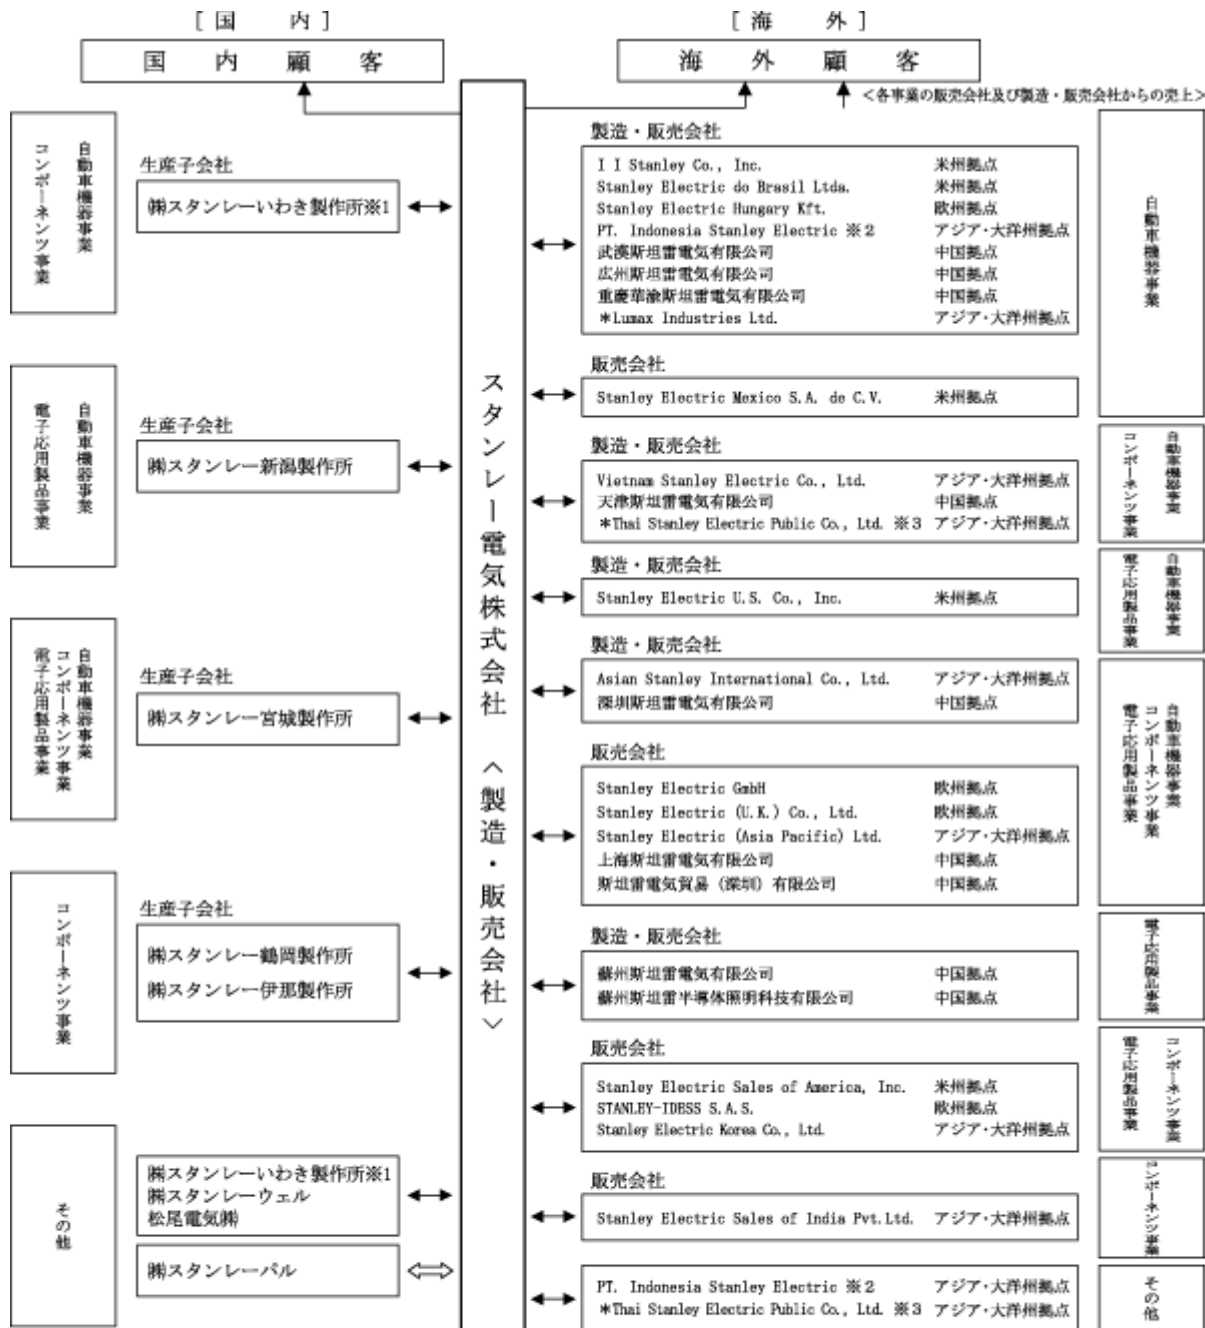 [国　内]
国内顧客
自動車機器事業
コンポーネンツ事業
生産子会社
㈱スタンレーいわき製作所※1
自動車機器事業
電子応用製品事業
生産子会社
㈱スタンレー新潟製作所
自動車機器事業
コンポーネンツ事業
電子応用製品事業
生産子会社
㈱スタンレー宮城製作所
コンポーネンツ事業
生産子会社
㈱スタンレー鶴岡製作所
㈱スタンレー伊那製作所
その他
㈱スタンレーいわき製作所※1
㈱スタンレーウェル
松尾電気㈱
㈱スタンレーパル
スタンレー電気株式会社〈製造・販売会社〉
[海　外]
海外顧客
<各事業の販売会社及び製造・販売会社からの売上>
製造・販売会社
I I Stanley Co., Inc.　米州拠点
Stanley Electric do Brasil Ltda.　米州拠点
Stanley Electric Hungary Kft.　欧州拠点
PT. Indonesia Stanley Electric ※2　アジア・大洋州拠点
武漢斯坦雷電気有限公司　中国拠点
広州斯坦雷電気有限公司　中国拠点
重慶華渝斯坦雷電気有限公司　中国拠点
*Lumax Industries Ltd.　アジア・大洋州拠点
販売会社
Stanley Electric Mexico S.A. de C.V.　米州拠点
自動車機器事業
製造・販売会社
Vietnam Stanley Electric Co., Ltd.　アジア・大洋州拠点
天津斯坦雷電気有限公司　中国拠点
*Thai Stanley Electric Public Co., Ltd. ※3　アジア・大洋州拠点
自動車機器事業
コンポーネンツ事業
製造・販売会社
Stanley Electric U.S. Co., Inc.　米州拠点
自動車機器事業
電子応用製品事業
製造・販売会社
Asian Stanley International Co., Ltd.　アジア・大洋州拠点
深圳斯坦雷電気有限公司　中国拠点
販売会社
Stanley Electric GmbH　欧州拠点
Stanley Electric (U.K.) Co., Ltd.　欧州拠点
Stanley Electric (Asia Pacific) Ltd.　アジア・大洋州拠点
上海斯坦雷電気有限公司　中国拠点
斯坦雷電気貿易（深圳）有限公司　中国拠点
自動車機器事業
コンポーネンツ事業
電子応用製品事業
製造・販売会社
蘇州斯坦雷電気有限公司　中国拠点
蘇州斯坦雷半導体照明科技有限公司　中国拠点
電子応用製品事業
販売会社
Stanley Electric Sales of America, Inc.　米州拠点
STANLEY-IDESS S.A.S.　欧州拠点
Stanley Electric Korea Co., Ltd.　アジア・大洋州拠点
コンポーネンツ事業
電子応用製品事業
販売会社
Stanley Electric Sales of India Pvt.Ltd.　アジア・大洋州拠点
コンポーネンツ事業
PT. Indonesia Stanley Electric ※2　アジア・大洋州拠点
*Thai Stanley Electric Public Co., Ltd. ※3　アジア・大洋州拠点
その他